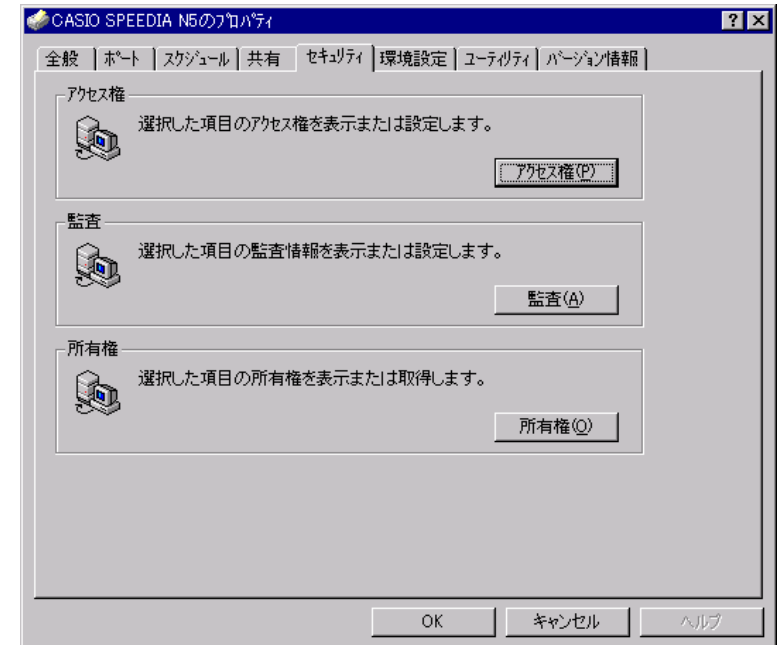 CASIO SPEEDIA N5のﾌﾟﾛﾊﾟﾃｨ
全般 ﾎﾟｰﾄ ｽｹｼﾞｭｰﾙ 共有 ｾｷｭﾘﾃｨ 環境設定 ﾕｰﾃｨﾘﾃｨ ﾊﾞｰｼﾞｮﾝ情報
ｱｸｾｽ権
選択した項目のｱｸｾｽ権を表示または設定します。
ｱｸｾｽ権(P)
監査
選択した項目の監査情報を表示または設定します。
監査(A)
所有権
選択した項目の所有権を表示または取得します。
所有権(O)
OK キャンセル ヘルプ